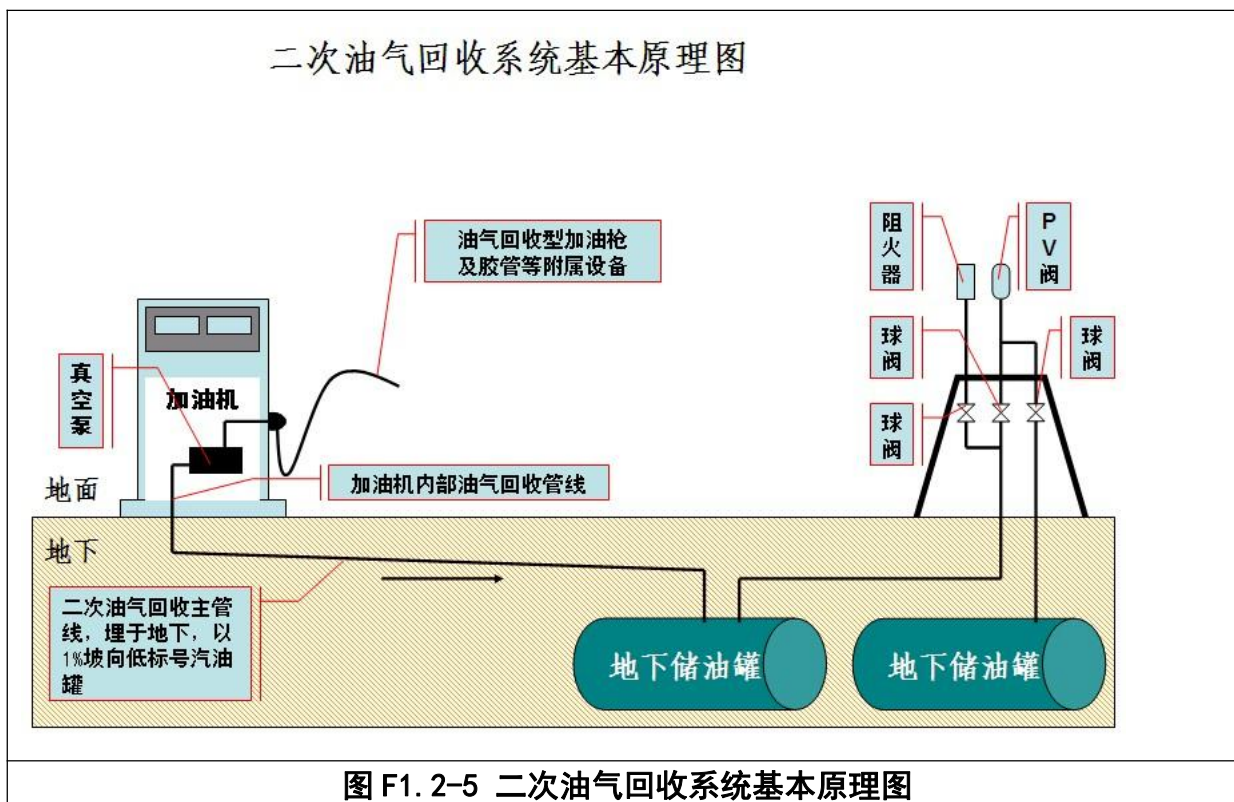 二次油气回收系统基本原理图
油气回收型加油枪
及胶管等附属设备
阻
火
器
P
V
阀
球
阀
球
阀
球
阀
真
空
泵
加油机
加油机内部油气回收管线
地面
地下
二次油气回收主管
线，埋于地下，以
1%坡向低标号汽油
罐
地下储油罐
地下储油罐
图 F1.2-5 二次油气回收系统基本原理图